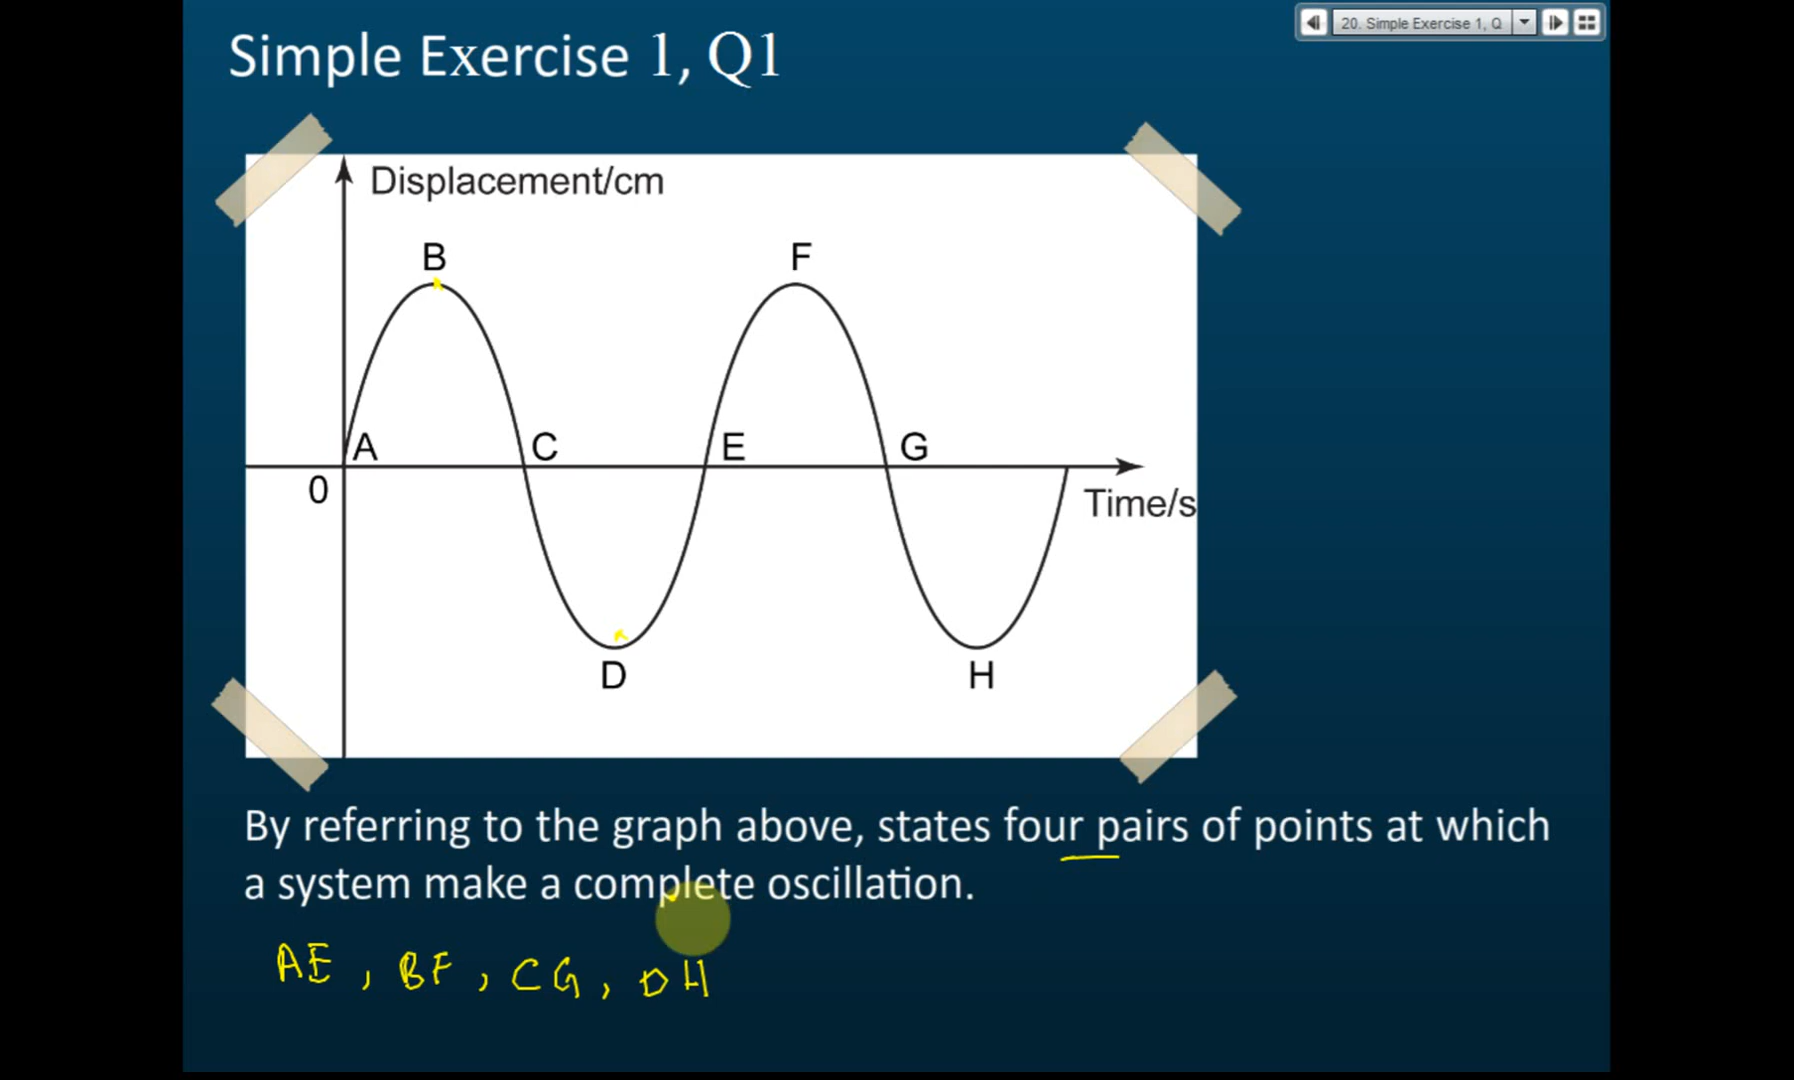 Simple Exercise 1, Q1
20. Simple Exercise 1, Q
Displacement/cm
B F
A C E G
0
Time/s
D H
By referring to the graph above, states four pairs of points at which
a system make a complete oscillation.
AE, BF, CG, DH